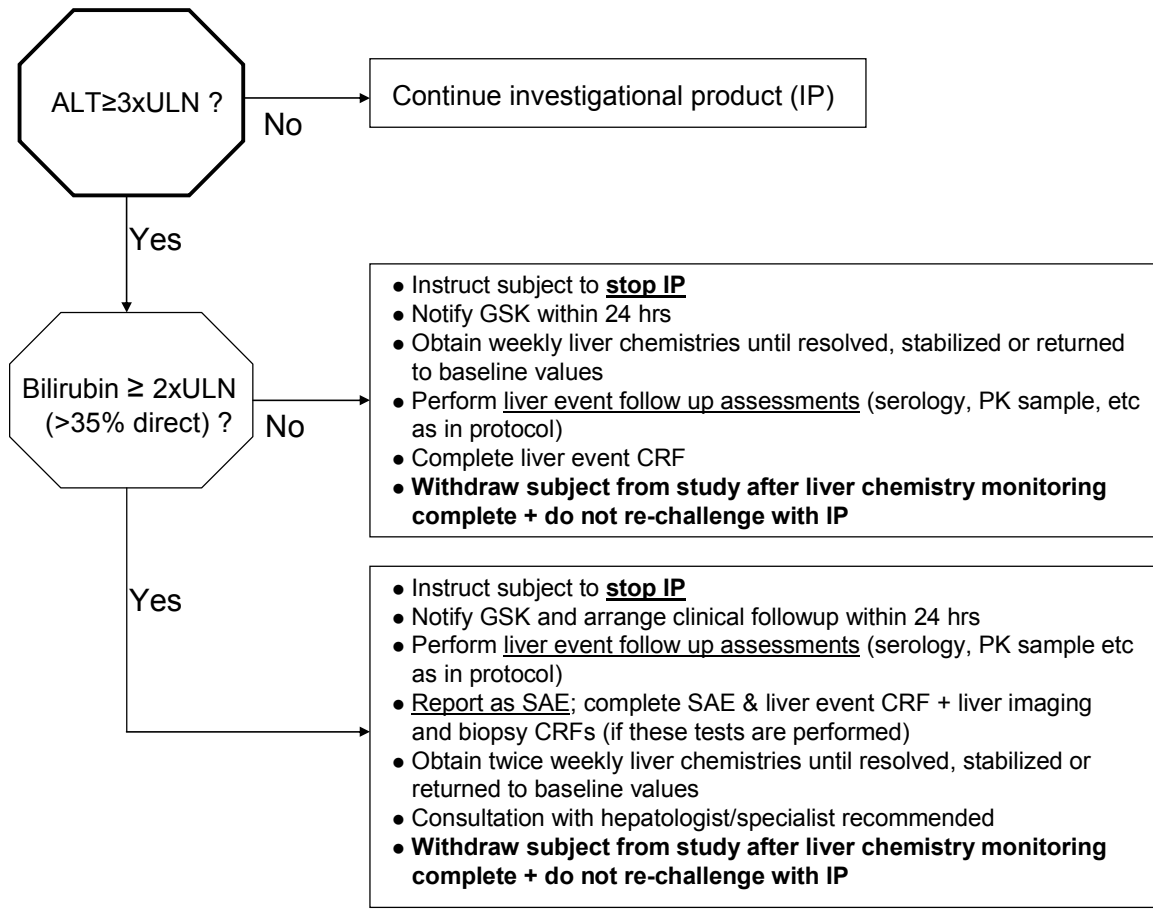 ALT≥3xULN ?
No
Continue investigational product (IP)
Yes
Bilirubin ≥ 2xULN
(>35% direct) ?
No
● Instruct subject to stop IP
● Notify GSK within 24 hrs
● Obtain weekly liver chemistries until resolved, stabilized or returned
to baseline values
● Perform liver event follow up assessments (serology, PK sample, etc
as in protocol)
● Complete liver event CRF
● Withdraw subject from study after liver chemistry monitoring
complete + do not re-challenge with IP
Yes
● Instruct subject to stop IP
● Notify GSK and arrange clinical followup within 24 hrs
● Perform liver event follow up assessments (serology, PK sample etc
as in protocol)
● Report as SAE; complete SAE & liver event CRF + liver imaging
and biopsy CRFs (if these tests are performed)
● Obtain twice weekly liver chemistries until resolved, stabilized or
returned to baseline values
● Consultation with hepatologist/specialist recommended
● Withdraw subject from study after liver chemistry monitoring
complete + do not re-challenge with IP